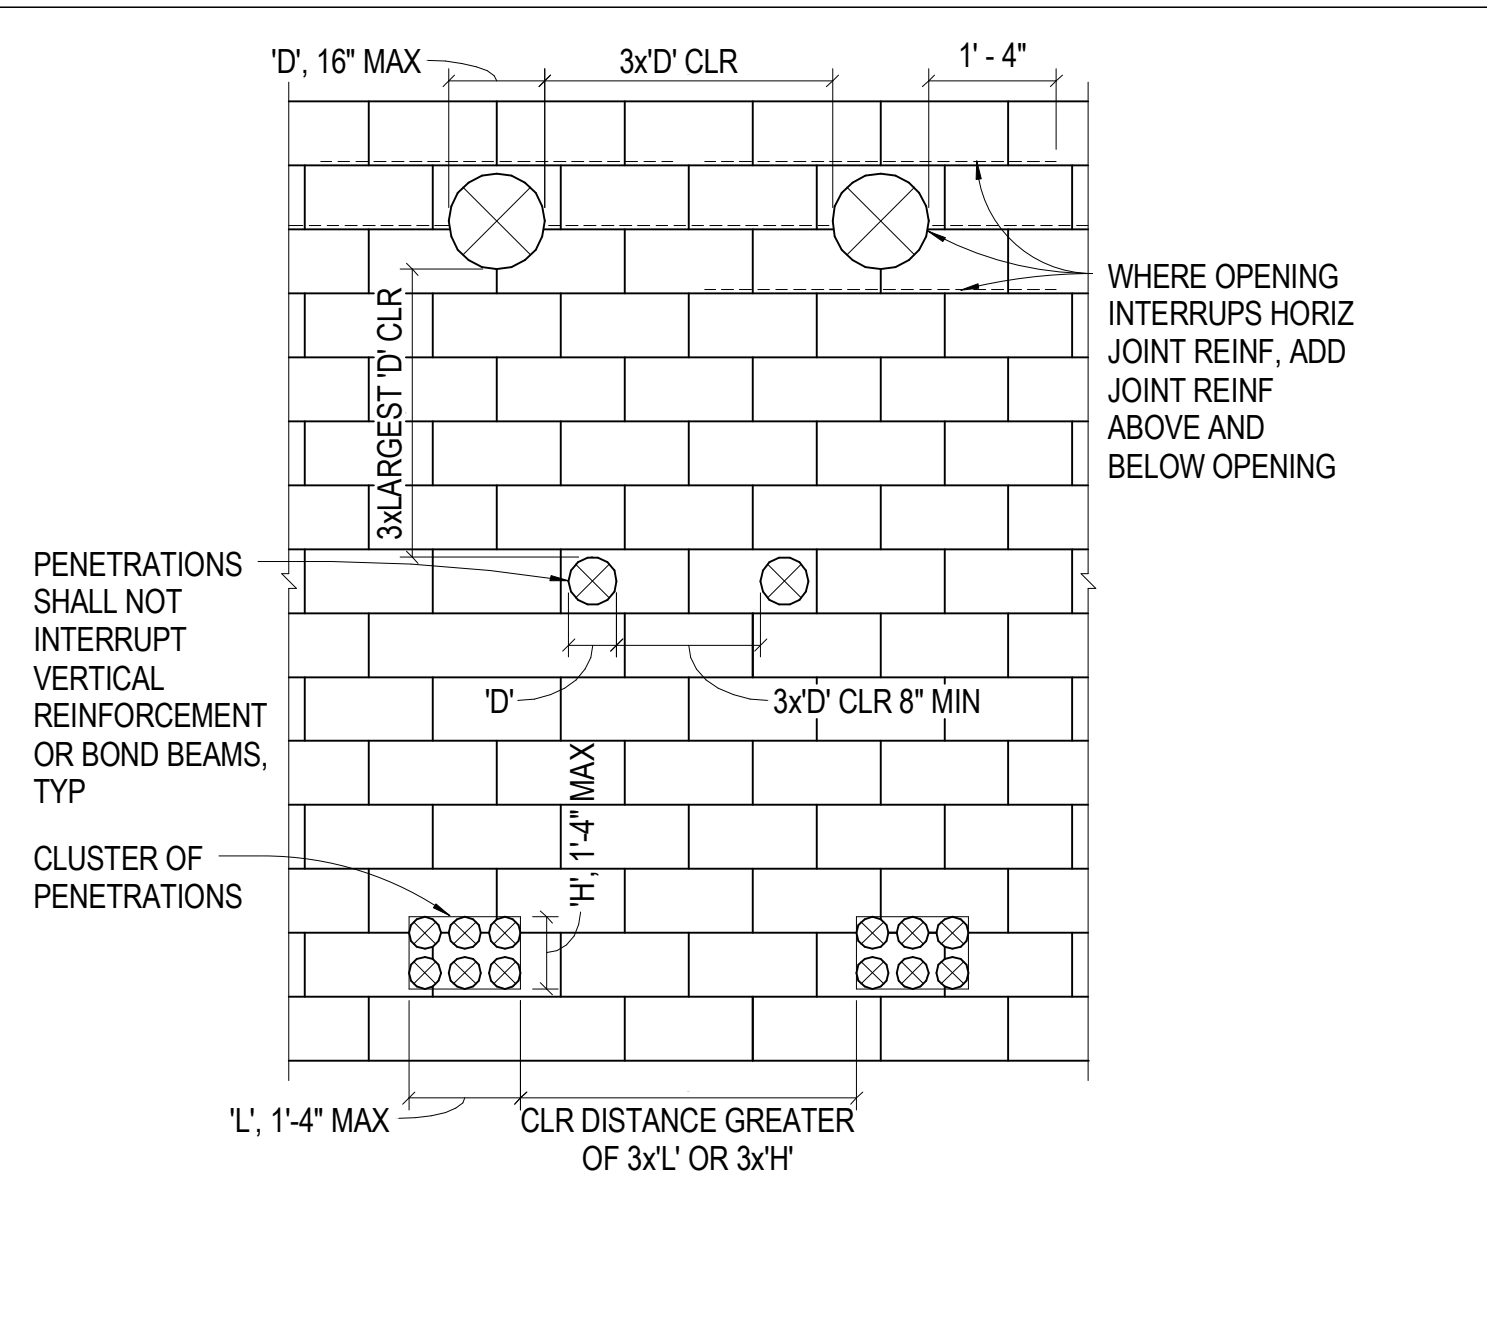 'D', 16" MAX
3x'D' CLR
1' - 4"
WHERE OPENING
INTERRUPS HORIZ
JOINT REINF, ADD
JOINT REINF
ABOVE AND
BELOW OPENING
3xLARGEST 'D' CLR
PENETRATIONS
SHALL NOT
INTERRUPT
VERTICAL
REINFORCEMENT
OR BOND BEAMS,
TYP
'D'
3x'D' CLR 8" MIN
'H', 1'-4" MAX
CLUSTER OF
PENETRATIONS
'L', 1'-4" MAX
CLR DISTANCE GREATER
OF 3x'L' OR 3x'H'